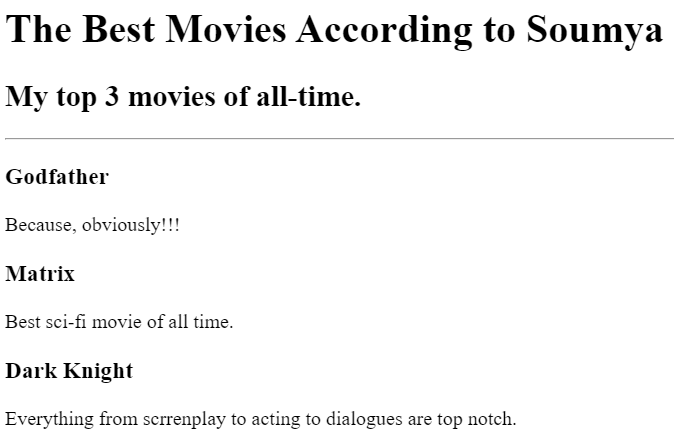 The Best Movies According to Soumya
My top 3 movies of all-time.
Godfather
Because, obviously!!!
Matrix
Best sci-fi movie of all time.
Dark Knight
Everything from scrrenplay to acting to dialogues are top notch.